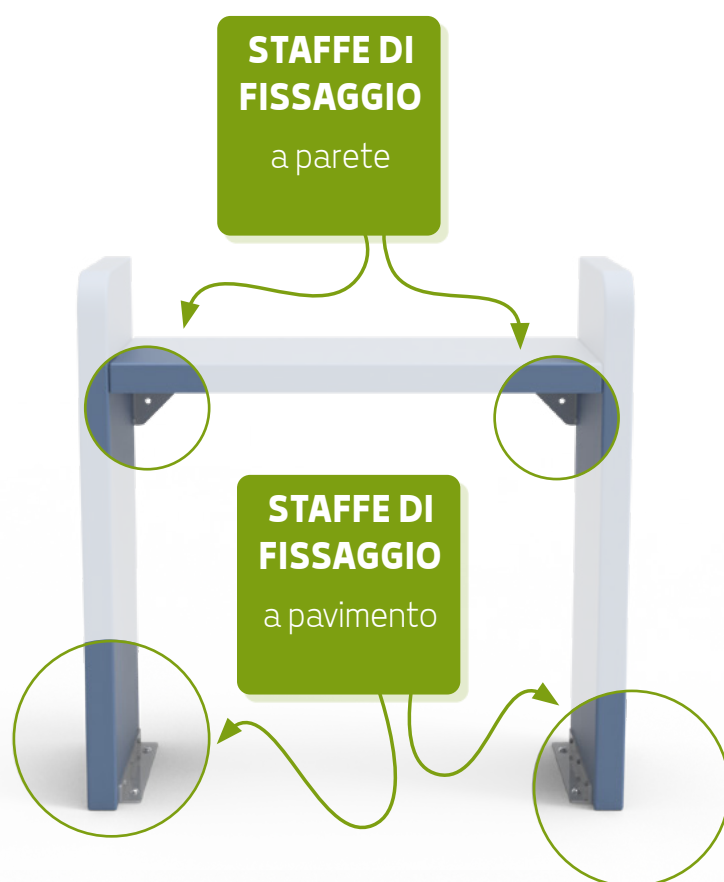 STAFFE DI
FISSAGGIO
a parete
STAFFE DI
FISSAGGIO
a pavimento